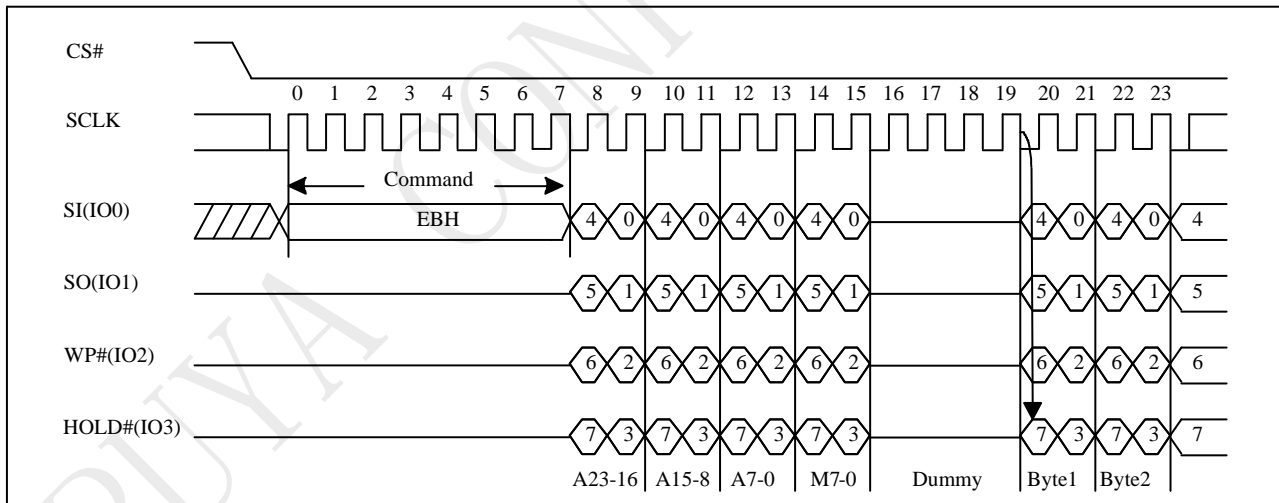 CS#
0 1 2 3 4 5 6 7 8 9 10 11 12 13 14 15 16 17 18 19 20 21 22 23
SCLK
Command
SI(IO0) EBH 4 0 4 0 4 0 4 0 4 0 4 0 4
SO(IO1) 5 1 5 1 5 1 5 1 5 1 5 1 5
WP#(IO2) 6 2 6 2 6 2 6 2 6 2 6 2 6
HOLD#(IO3) 7 3 7 3 7 3 7 3 7 3 7 3 7
A23-16 A15-8 A7-0 M7-0 Dummy Byte1 Byte2